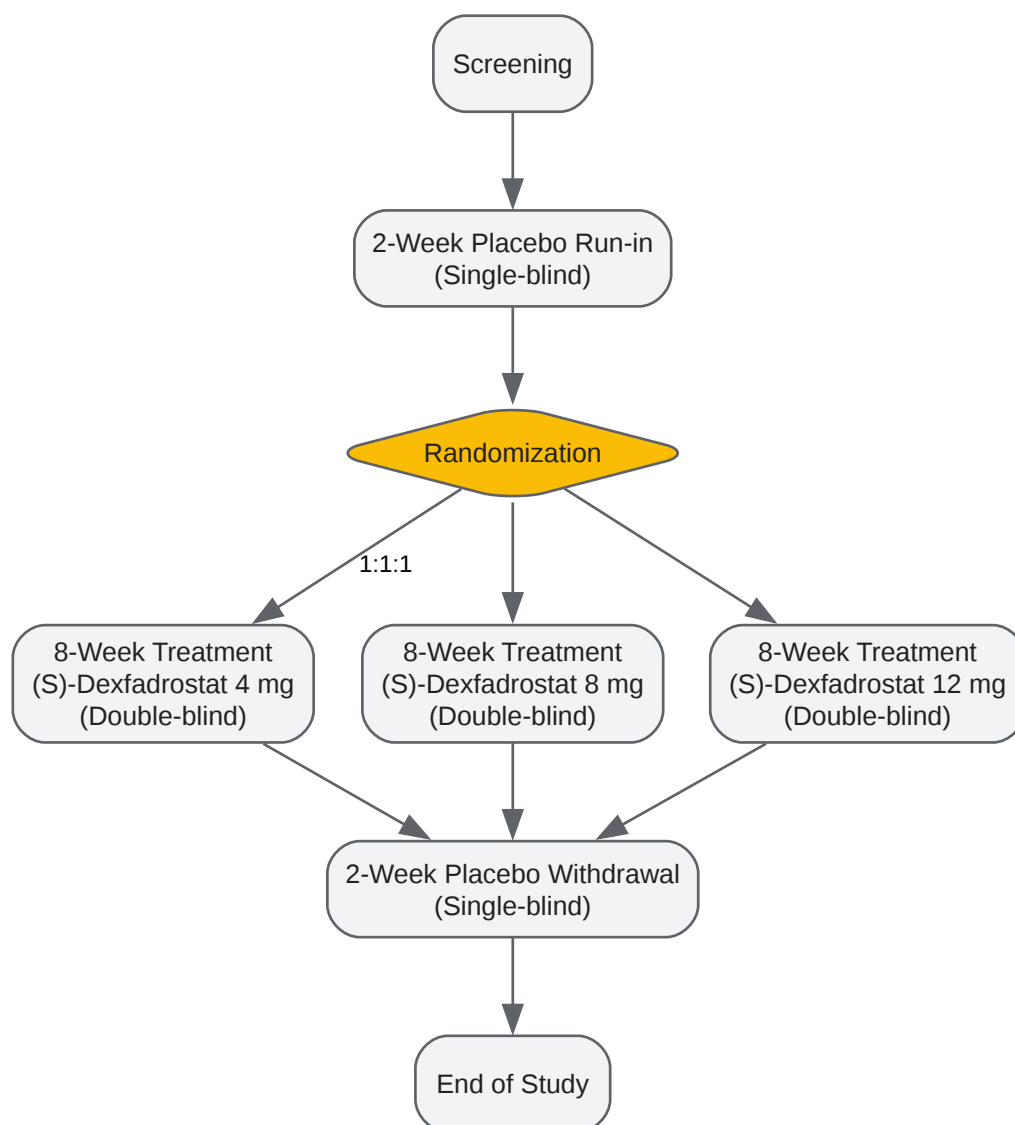 Screening
2-Week Placebo Run-in
(Single-blind)
Randomization
1:1:1
8-Week Treatment
(S)-Dexfadrostat 4 mg
(Double-blind)
8-Week Treatment
(S)-Dexfadrostat 8 mg
(Double-blind)
8-Week Treatment
(S)-Dexfadrostat 12 mg
(Double-blind)
2-Week Placebo Withdrawal
(Single-blind)
End of Study